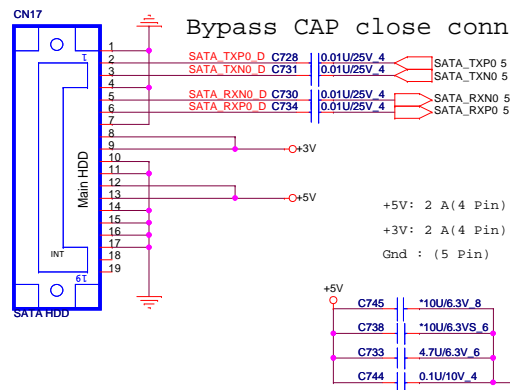 CN17
Bypass CAP close conn
1
1
2
3
4
5
6
7
8
9
10
11
12
13
14
15
16
17
18
19
19
Main HDD
INT
SATA HDD
SATA_TXP0_D C728 0.01U/25V_4 SATA_TXP0 5
SATA_TXN0_D C731 0.01U/25V_4 SATA_TXN0 5
SATA_RXN0_D C730 0.01U/25V_4 SATA_RXN0 5
SATA_RXP0_D C734 0.01U/25V_4 SATA_RXP0 5
+3V
+5V
+5V: 2 A(4 Pin)
+3V: 2 A(4 Pin)
Gnd : (5 Pin)
+5V
C745 *10U/6.3V_8
C738 *10U/6.3VS_6
C733 4.7U/6.3V_6
C744 0.1U/10V_4